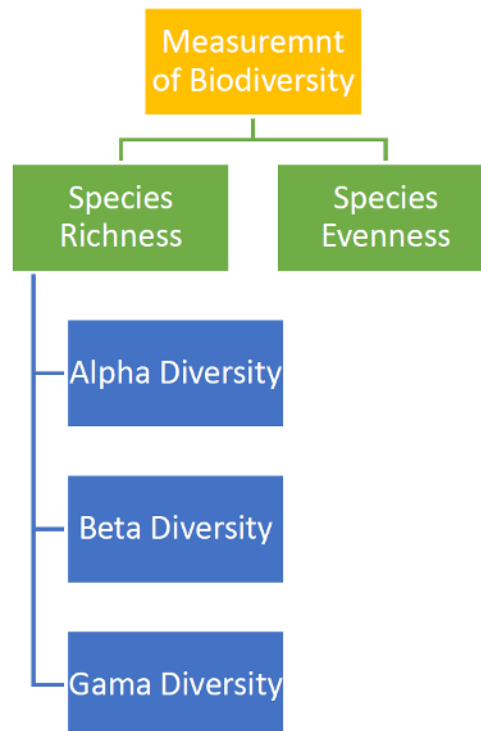 Measuremnt
of Biodiversity
Species
Richness
Species
Evenness
Alpha Diversity
Beta Diversity
Gama Diversity